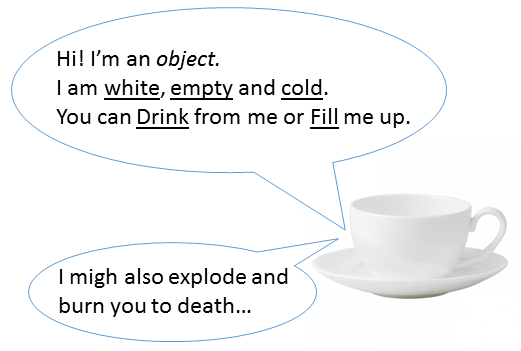 Hi! I'm an object.
I am white, empty and cold.
You can Drink from me or Fill me up.
I migh also explode and
burn you to death...